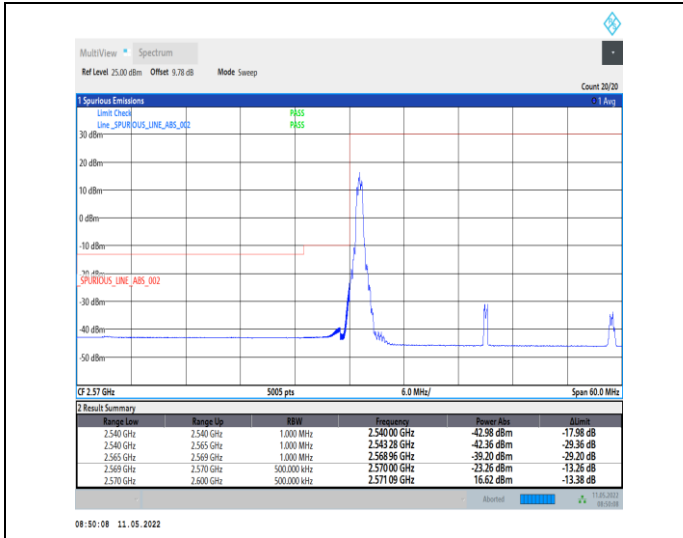 MultiView Spectrum
Ref Level 25.00 dBm Offset 9.78 dB Mode Sweep
Count 20/20
1 Spurious Emissions 1 Avg
Limit Check PASS
Line _SPURIOUS_LINE_ABS_002 PASS
30 dBm
20 dBm
10 dBm
0 dBm
-10 dBm
-20 dBm
_SPURIOUS_LINE_ABS_002
-30 dBm
-40 dBm
-50 dBm
CF 2.57 GHz 5005 pts 6.0 MHz/ Span 60.0 MHz
2 Result Summary
Range Low Range Up RBW Frequency Power Abs ΔLimit
2.540 GHz 2.540 GHz 1.000 MHz 2.540 00 GHz -42.98 dBm -17.98 dB
2.540 GHz 2.565 GHz 1.000 MHz 2.543 28 GHz -42.36 dBm -29.36 dB
2.565 GHz 2.569 GHz 1.000 MHz 2.568 96 GHz -39.20 dBm -29.20 dB
2.569 GHz 2.570 GHz 500.000 kHz 2.570 00 GHz -23.26 dBm -13.26 dB
2.570 GHz 2.600 GHz 500.000 kHz 2.571 09 GHz 16.62 dBm -13.38 dB
Aborted 11.05.2022
08:50:08
08:50:08 11.05.2022